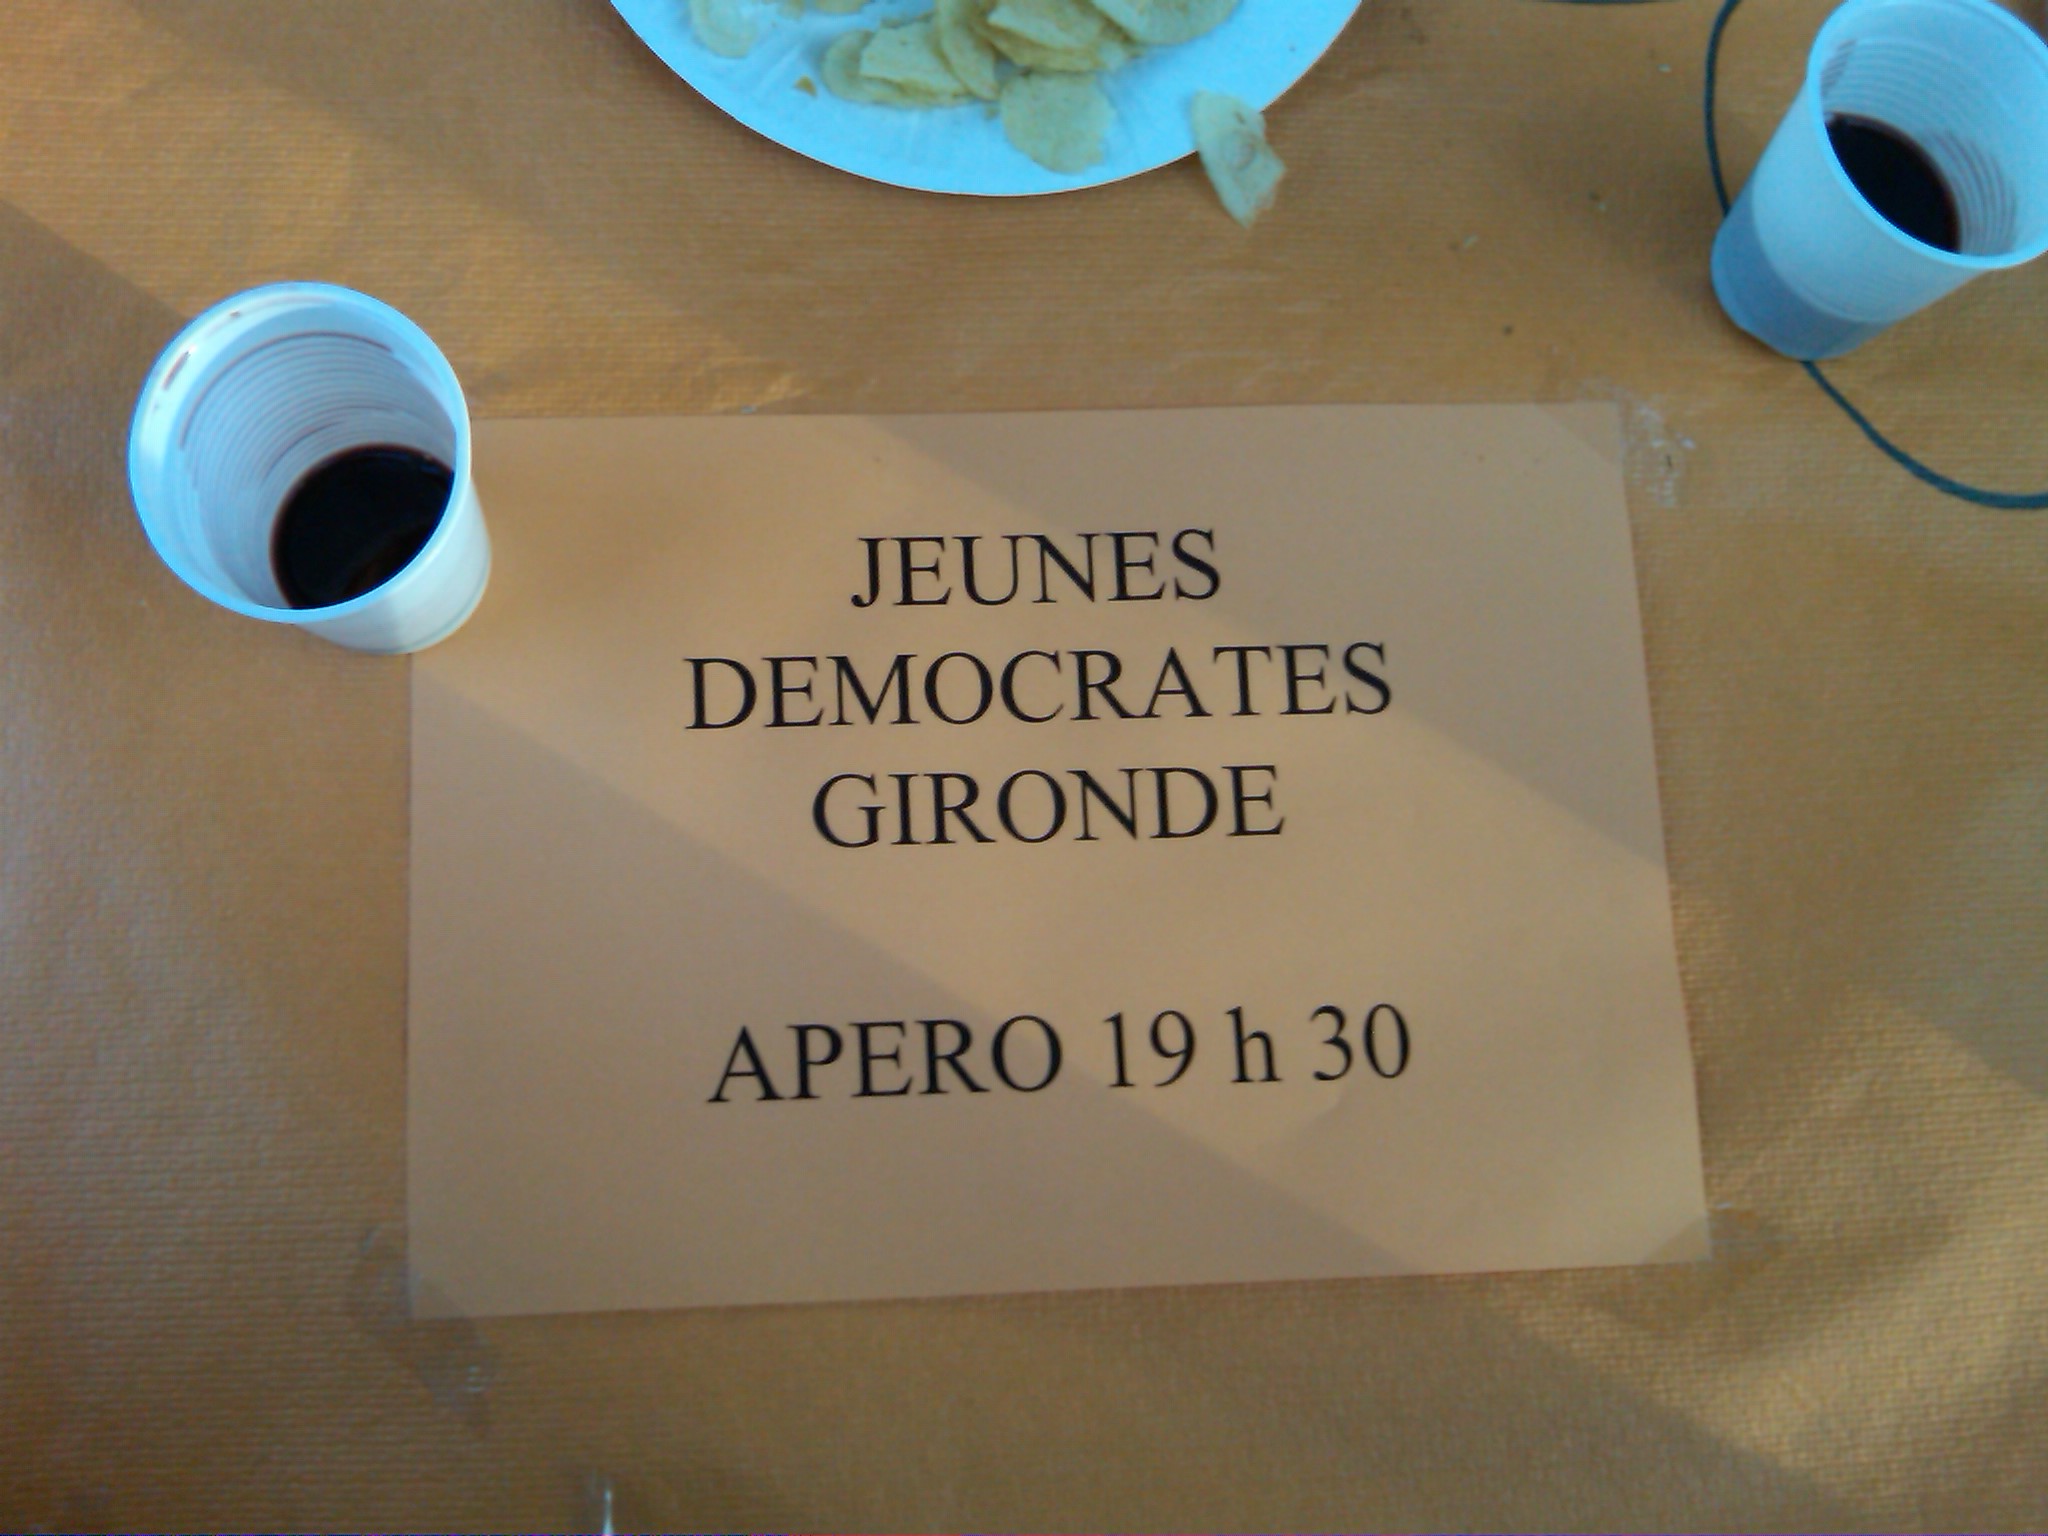 JEUNES
DEMOCRATES
GIRONDE
APERO 19 h 30